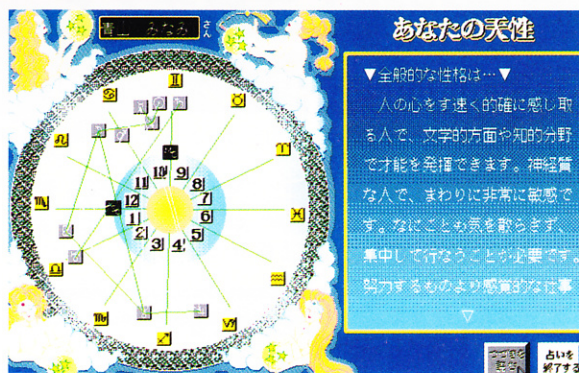 みなみ さん
あなたの天性
▼全般的な性格は…▼
人の心をす速く的確に感じ取
る人で、文学的方面や知的分野
で才能を発揮できます。神経質
な人で、まわりに非常に敏感で
す。なにごとも気を散らさず、
集中して行なうことが必要です。
努力するものより感覚的な仕事
▽
10 9
11 8
12 7
1 6
2 5
3 4
占いを
終了する